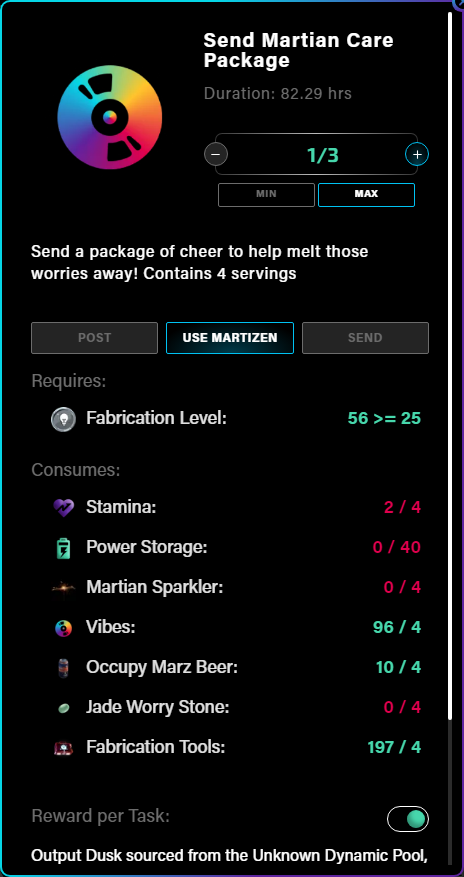 Send Martian Care
Package
Duration: 82.29 hrs
− 1/3 +
MIN MAX
Send a package of cheer to help melt those
worries away! Contains 4 servings
POST USE MARTIZEN SEND
Requires:
Fabrication Level: 56 >= 25
Consumes:
Stamina: 2 / 4
Power Storage: 0 / 40
Martian Sparkler: 0 / 4
Vibes: 96 / 4
Occupy Marz Beer: 10 / 4
Jade Worry Stone: 0 / 4
Fabrication Tools: 197 / 4
Reward per Task:
Output Dusk sourced from the Unknown Dynamic Pool,